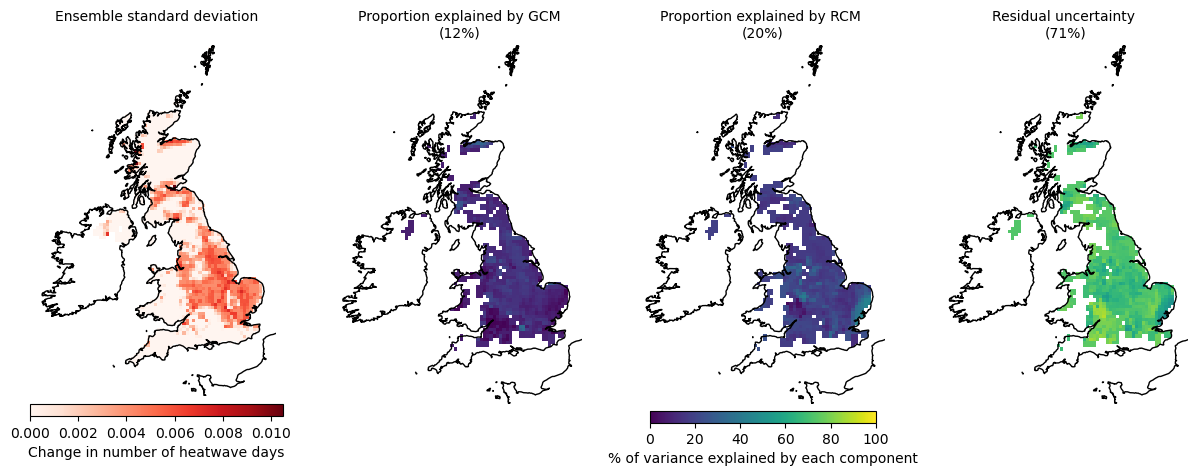 Ensemble standard deviation
Proportion explained by GCM
(12%)
Proportion explained by RCM
(20%)
Residual uncertainty
(71%)
0.000 0.002 0.004 0.006 0.008 0.010
Change in number of heatwave days
0 20 40 60 80 100
% of variance explained by each component